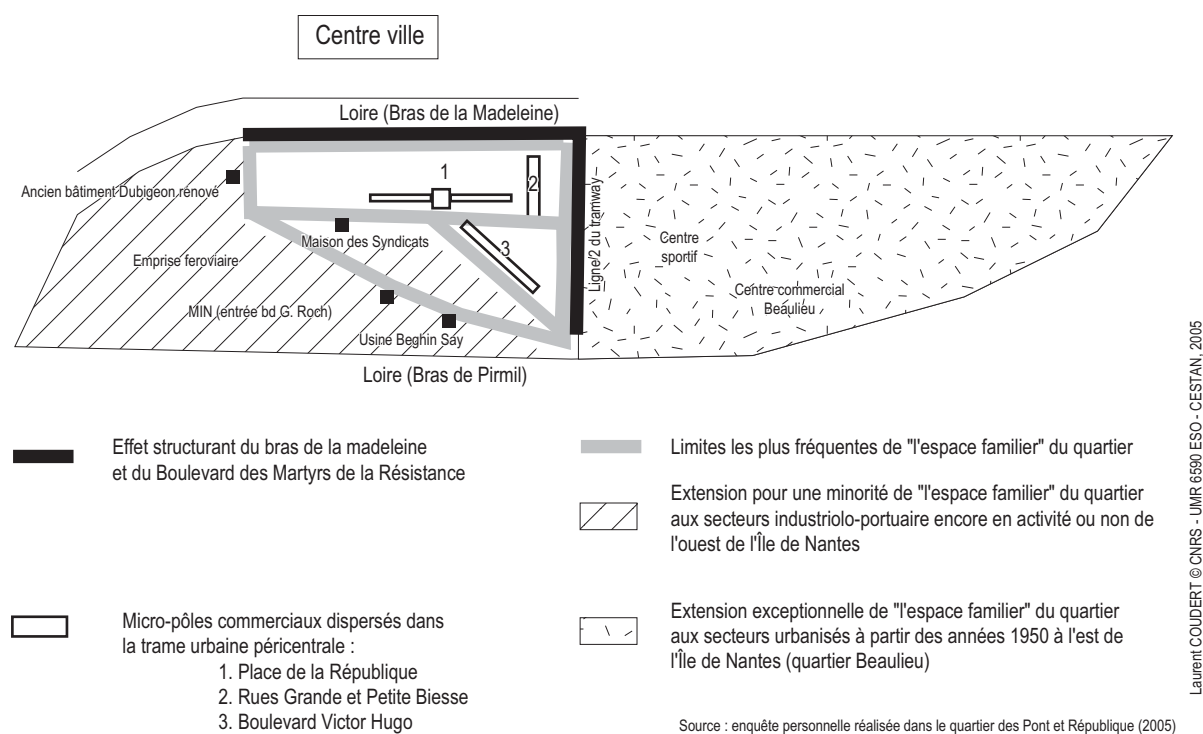 Centre ville
Loire (Bras de la Madeleine)
1
2
Ancien bâtiment Dubigeon rénové
Ligne/2 du tramway
Maison des Syndicats
3
Centre
sportif
Emprise feroviaire
Centre commercial
Beaulieu
MIN (entrée bd G. Roch)
Usine Beghin Say
Loire (Bras de Pirmil)
Effet structurant du bras de la madeleine
et du Boulevard des Martyrs de la Résistance
Micro-pôles commerciaux dispersés dans
la trame urbaine péricentrale :
1. Place de la République
2. Rues Grande et Petite Biesse
3. Boulevard Victor Hugo
Limites les plus fréquentes de "l'espace familier" du quartier
Extension pour une minorité de "l'espace familier" du quartier
aux secteurs industriolo-portuaire encore en activité ou non de
l'ouest de l'Île de Nantes
Extension exceptionnelle de "l'espace familier" du quartier
aux secteurs urbanisés à partir des années 1950 à l'est de
l'Île de Nantes (quartier Beaulieu)
Source : enquête personnelle réalisée dans le quartier des Pont et République (2005)
Laurent COUDERT © CNRS - UMR 6590 ESO - CESTAN, 2005